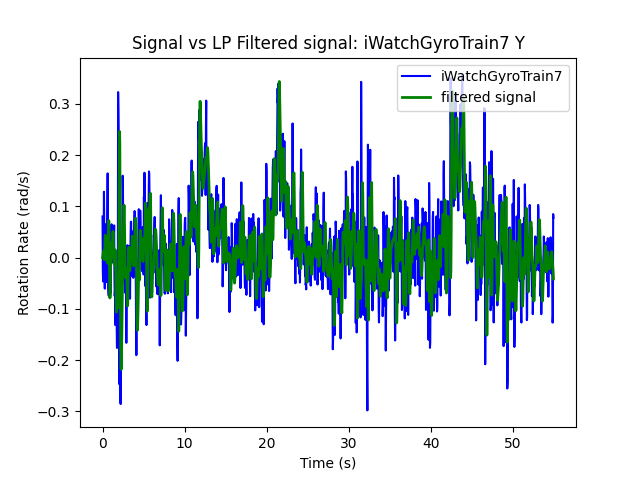 Signal vs LP Filtered signal: iWatchGyroTrain7 Y
iWatchGyroTrain7
filtered signal
Rotation Rate (rad/s)
0.3
0.2
0.1
0.0
−0.1
−0.2
−0.3
0 10 20 30 40 50
Time (s)